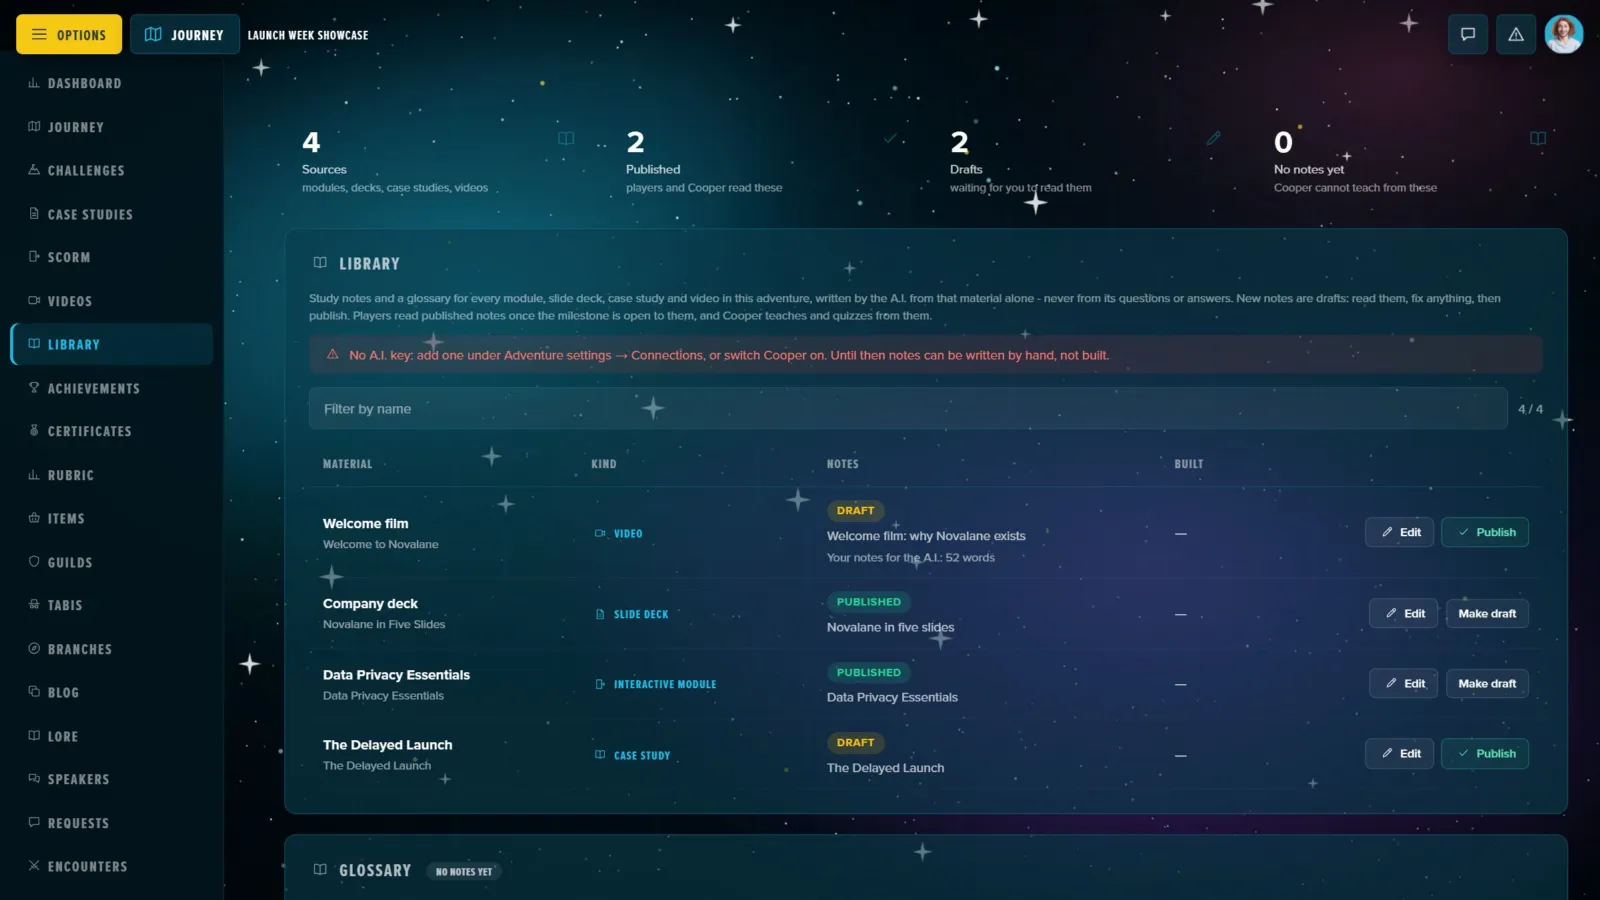 OPTIONS
JOURNEY
LAUNCH WEEK SHOWCASE
DASHBOARD
JOURNEY
CHALLENGES
CASE STUDIES
SCORM
VIDEOS
LIBRARY
ACHIEVEMENTS
CERTIFICATES
RUBRIC
ITEMS
GUILDS
TABIS
BRANCHES
BLOG
LORE
SPEAKERS
REQUESTS
ENCOUNTERS
4
Sources
modules, decks, case studies, videos
2
Published
players and Cooper read these
2
Drafts
waiting for you to read them
0
No notes yet
Cooper cannot teach from these
LIBRARY
Study notes and a glossary for every module, slide deck, case study and video in this adventure, written by the A.I. from that material alone - never from its questions or answers. New notes are drafts: read them, fix anything, then
publish. Players read published notes once the milestone is open to them, and Cooper teaches and quizzes from them.
No A.I. key: add one under Adventure settings → Connections, or switch Cooper on. Until then notes can be written by hand, not built.
Filter by name
4 / 4
MATERIAL KIND NOTES BUILT
Welcome film
Welcome to Novalane
VIDEO
DRAFT
Welcome film: why Novalane exists
Your notes for the A.I.: 52 words
—
Edit
Publish
Company deck
Novalane in Five Slides
SLIDE DECK
PUBLISHED
Novalane in five slides
—
Edit
Make draft
Data Privacy Essentials
Data Privacy Essentials
INTERACTIVE MODULE
PUBLISHED
Data Privacy Essentials
—
Edit
Make draft
The Delayed Launch
The Delayed Launch
CASE STUDY
DRAFT
The Delayed Launch
—
Edit
Publish
GLOSSARY
NO NOTES YET